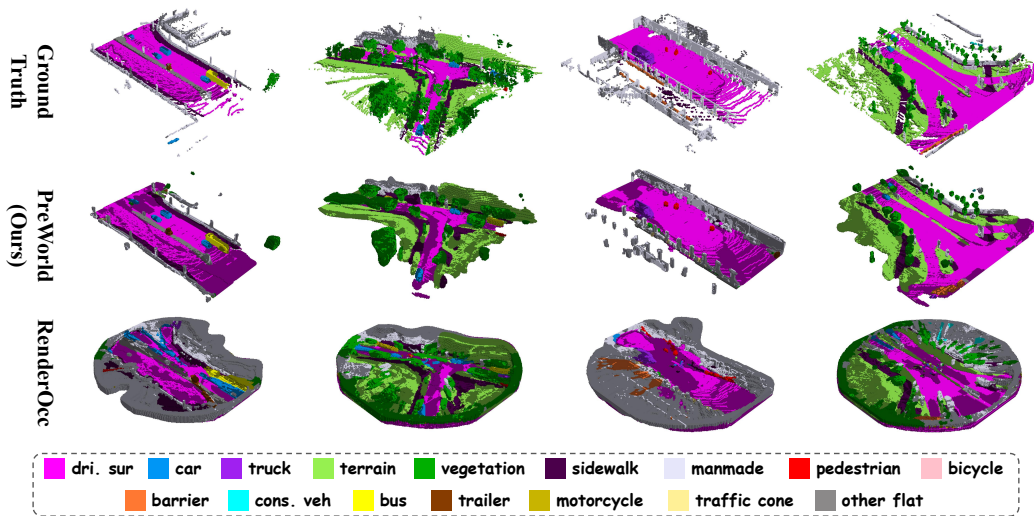 Ground
Truth
PreWorld
(Ours)
RenderOcc
dri. sur car truck terrain vegetation sidewalk manmade pedestrian bicycle
barrier cons. veh bus trailer motorcycle traffic cone other flat